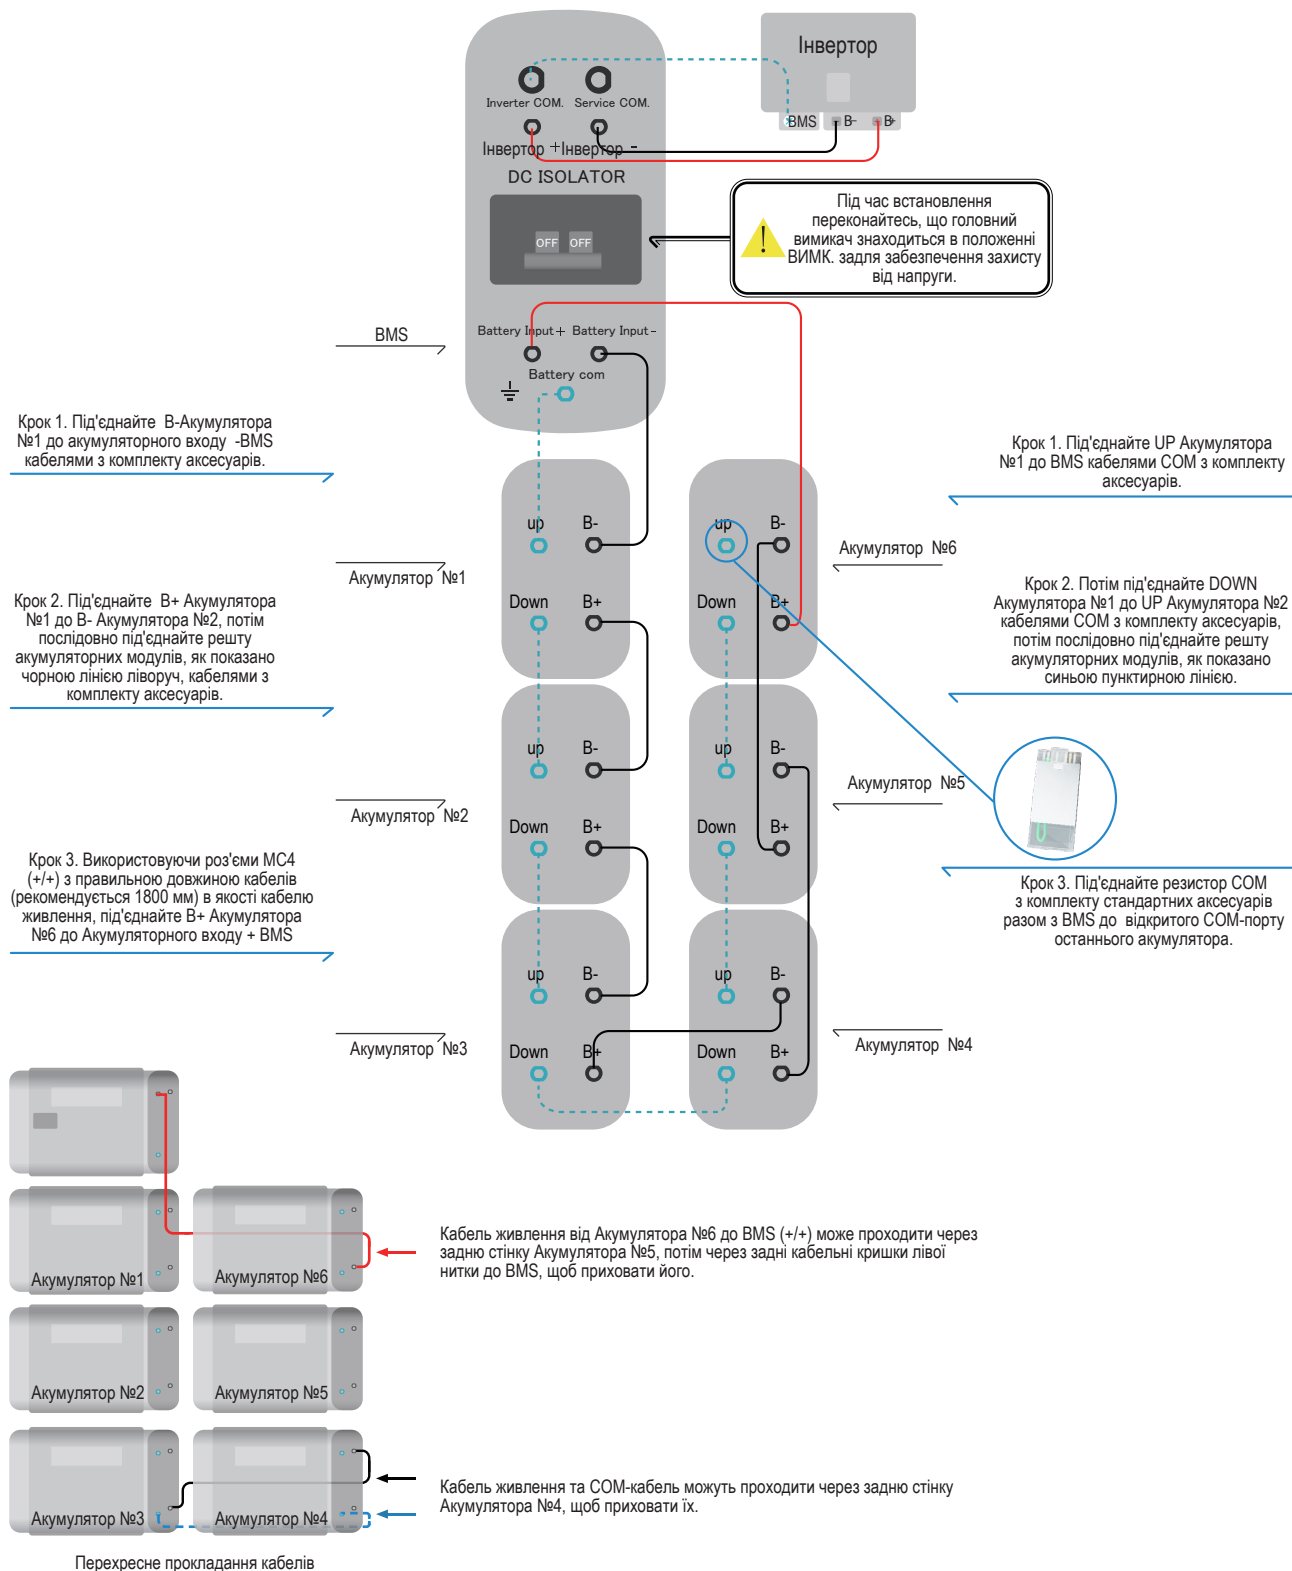 Інвертор
Inverter COM. Service COM.
BMS B- B+
Інвертор + Інвертор -
DC ISOLATOR
OFF OFF
Під час встановлення
переконайтесь, що головний
вимикач знаходиться в положенні
ВИМК. задля забезпечення захисту
від напруги.
Battery Input+ Battery Input-
Battery com
BMS
Крок 1. Під'єднайте B-Акумулятора
№1 до акумуляторного входу -BMS
кабелями з комплекту аксесуарів.
Крок 2. Під'єднайте B+ Акумулятора
№1 до B- Акумулятора №2, потім
послідовно під'єднайте решту
акумуляторних модулів, як показано
чорною лінією ліворуч, кабелями з
комплекту аксесуарів.
Крок 3. Використовуючи роз'єми MC4
(+/+) з правильною довжиною кабелів
(рекомендується 1800 мм) в якості кабелю
живлення, під'єднайте B+ Акумулятора
№6 до Акумуляторного входу + BMS
Акумулятор №1
Акумулятор №2
Акумулятор №3
up B-
Down B+
up B-
Down B+
up B-
Down B+
up B-
Down B+
up B-
Down B+
up B-
Down B+
Акумулятор №6
Акумулятор №5
Акумулятор №4
Крок 1. Під'єднайте UP Акумулятора
№1 до BMS кабелями COM з комплекту
аксесуарів.
Крок 2. Потім під'єднайте DOWN
Акумулятора №1 до UP Акумулятора №2
кабелями COM з комплекту аксесуарів,
потім послідовно під'єднайте решту
акумуляторних модулів, як показано
синьою пунктирною лінією.
Крок 3. Під'єднайте резистор COM
з комплекту стандартних аксесуарів
разом з BMS до відкритого COM-порту
останнього акумулятора.
Акумулятор №1 Акумулятор №6
Акумулятор №2 Акумулятор №5
Акумулятор №3 Акумулятор №4
Кабель живлення від Акумулятора №6 до BMS (+/+) може проходити через
задню стінку Акумулятора №5, потім через задні кабельні кришки лівої
нитки до BMS, щоб приховати його.
Кабель живлення та COM-кабель можуть проходити через задню стінку
Акумулятора №4, щоб приховати їх.
Перехресне прокладання кабелів